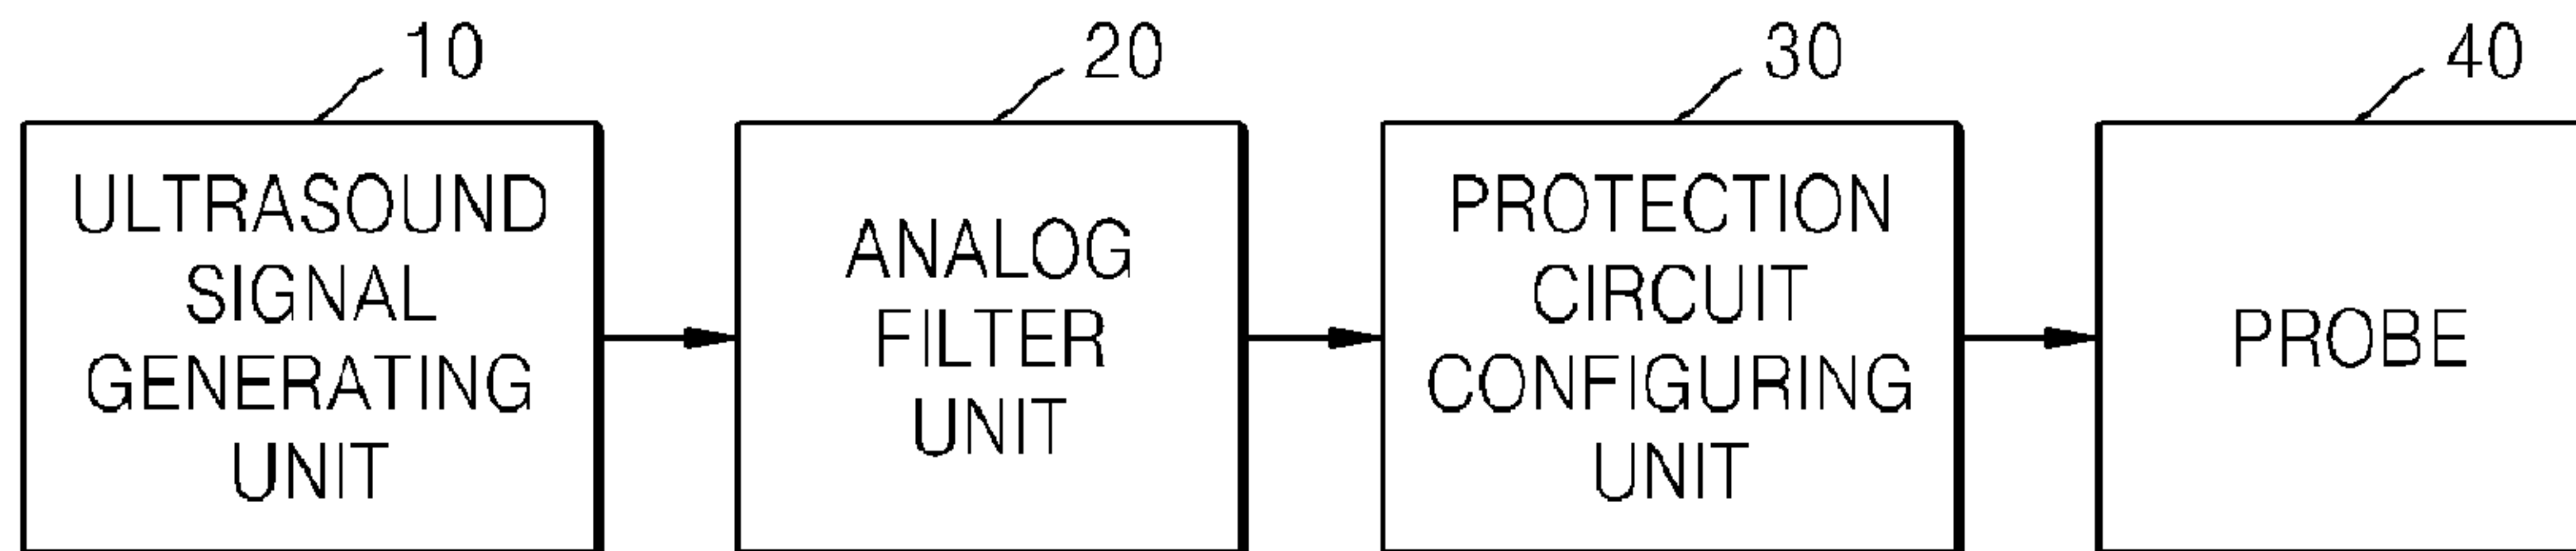 10
20
30
40
ULTRASOUND
SIGNAL
GENERATING
UNIT
ANALOG
FILTER
UNIT
PROTECTION
CIRCUIT
CONFIGURING
UNIT
PROBE